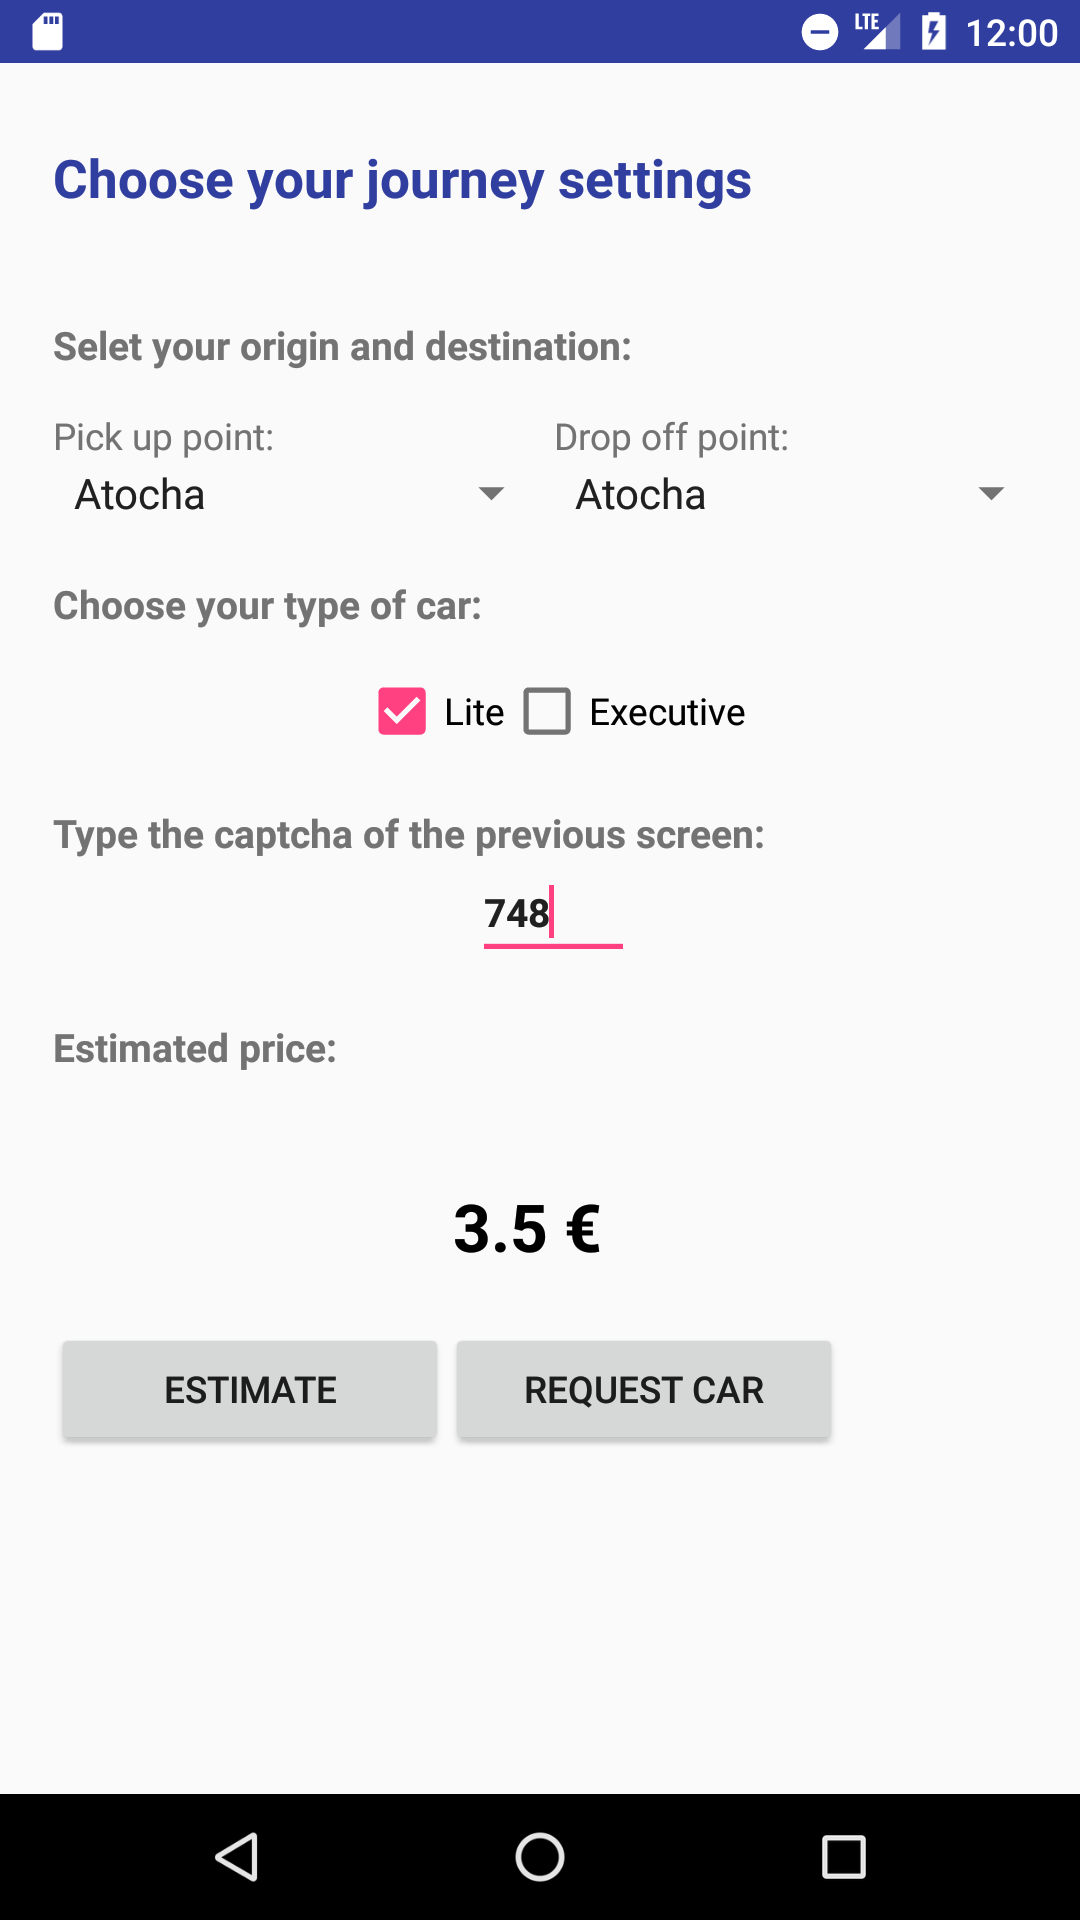 LTE 12:00
Choose your journey settings
Selet your origin and destination:
Pick up point: Drop off point:
Atocha Atocha
Choose your type of car:
Lite Executive
Type the captcha of the previous screen:
748
Estimated price:
3.5 €
ESTIMATE REQUEST CAR